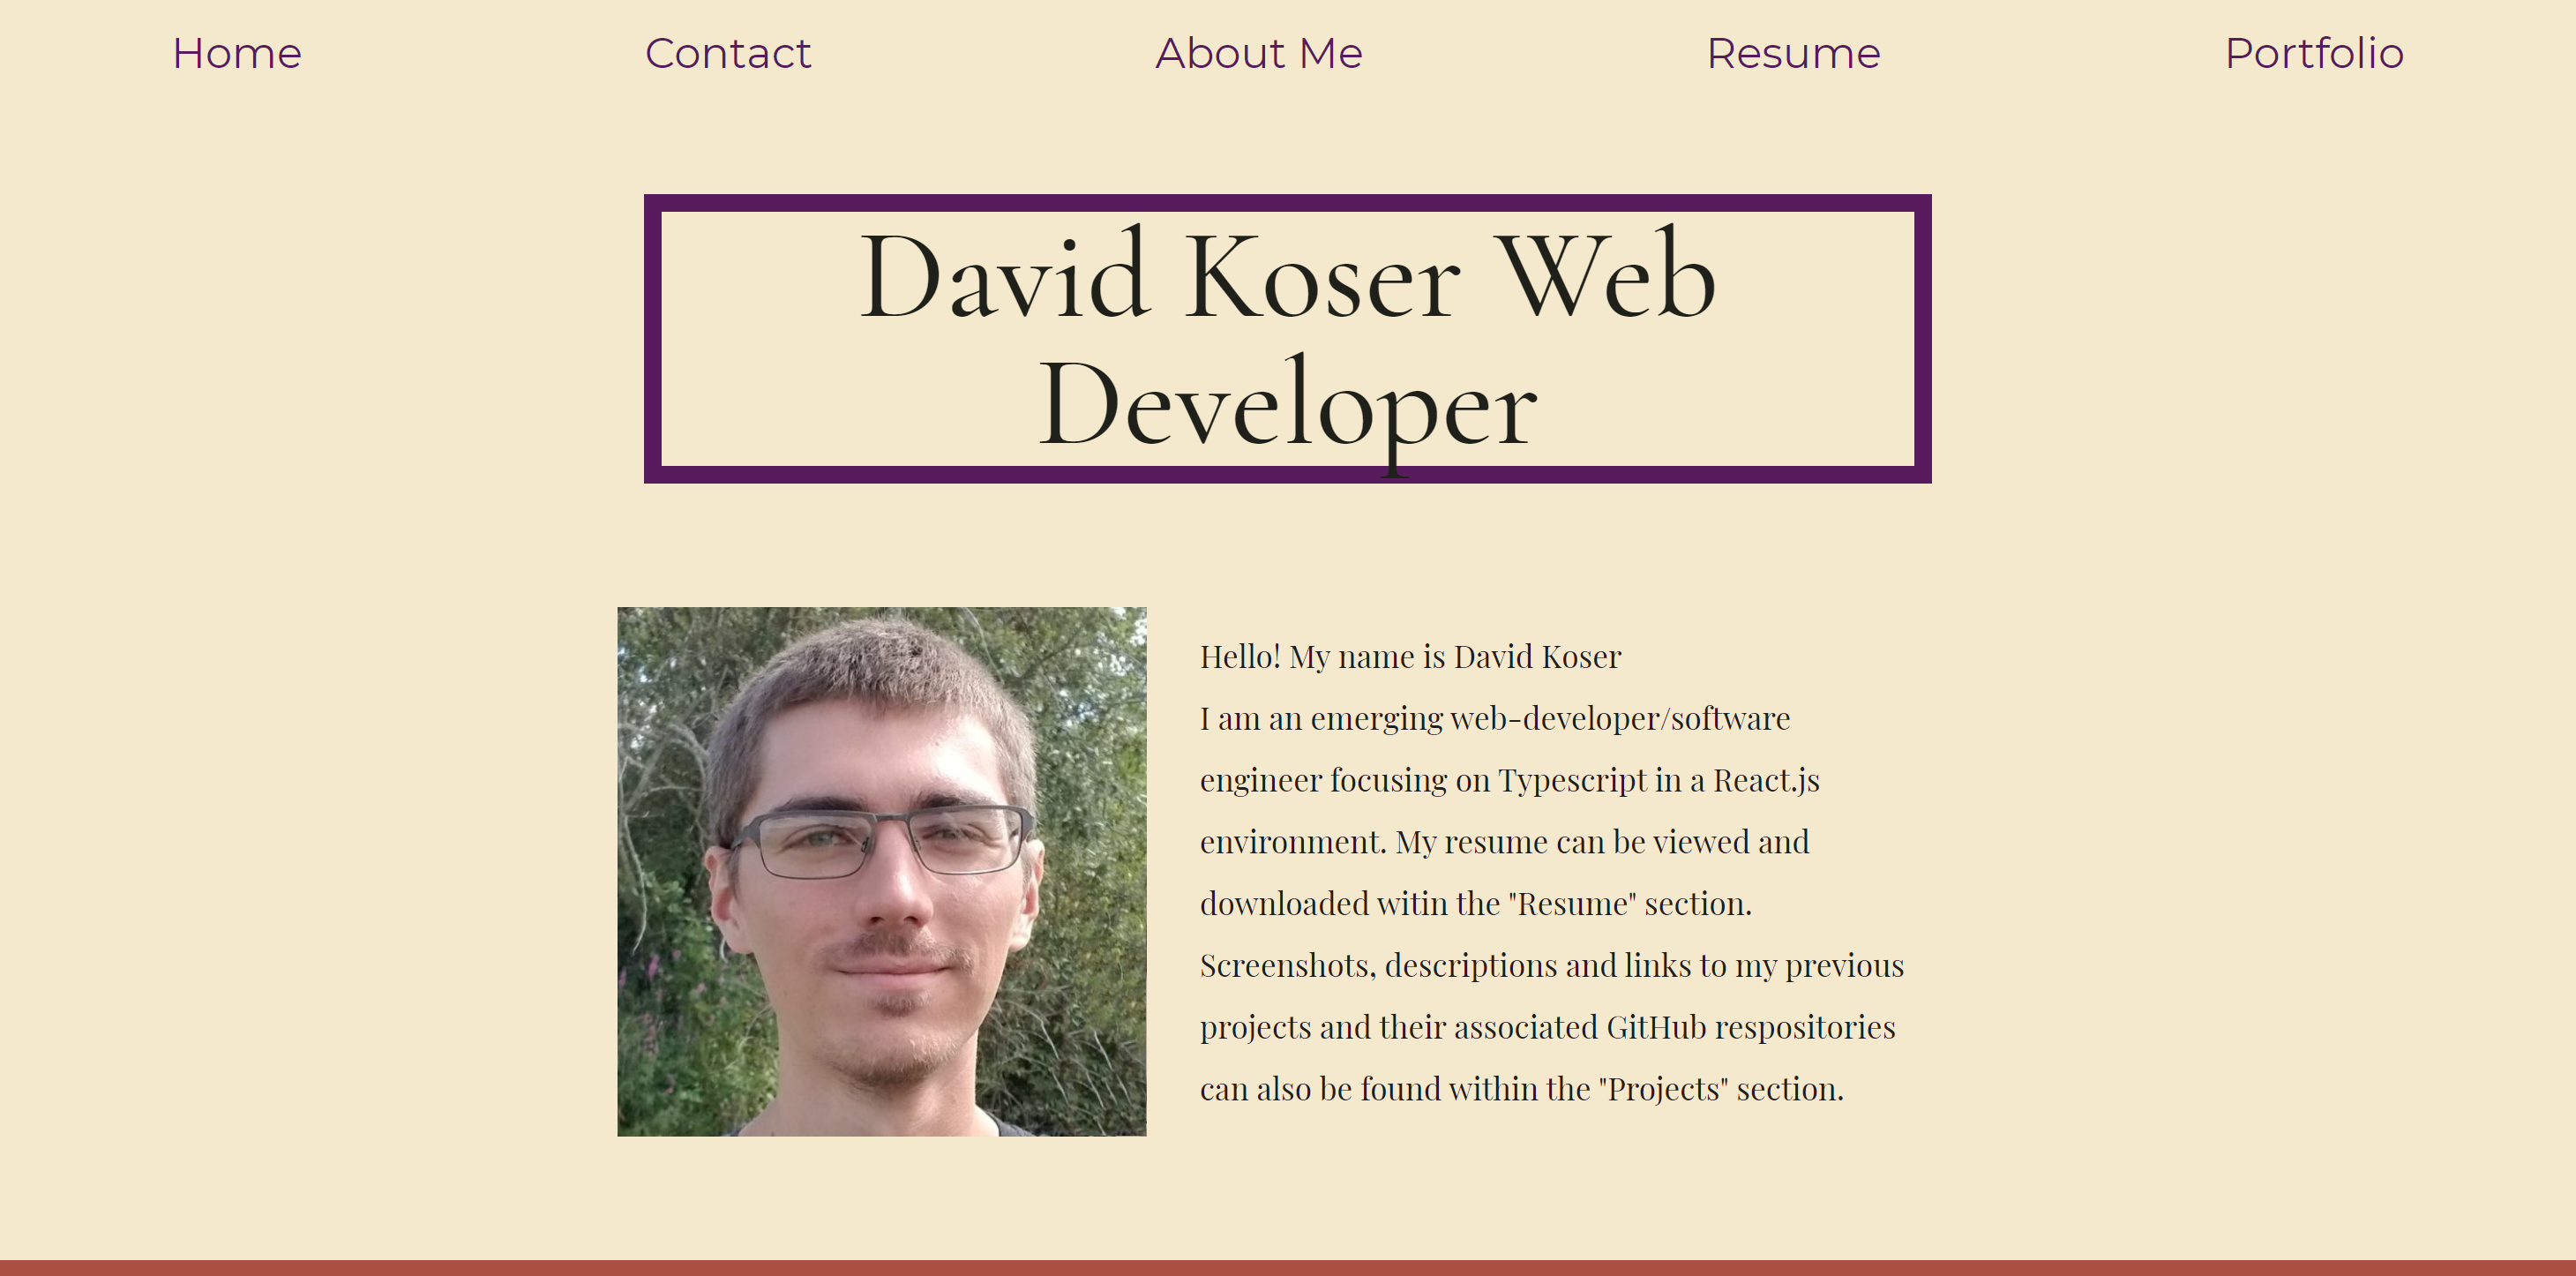 Home Contact About Me Resume Portfolio
David Koser Web
Developer
Hello! My name is David Koser
I am an emerging web-developer/software
engineer focusing on Typescript in a React.js
environment. My resume can be viewed and
downloaded witin the "Resume" section.
Screenshots, descriptions and links to my previous
projects and their associated GitHub respositories
can also be found within the "Projects" section.